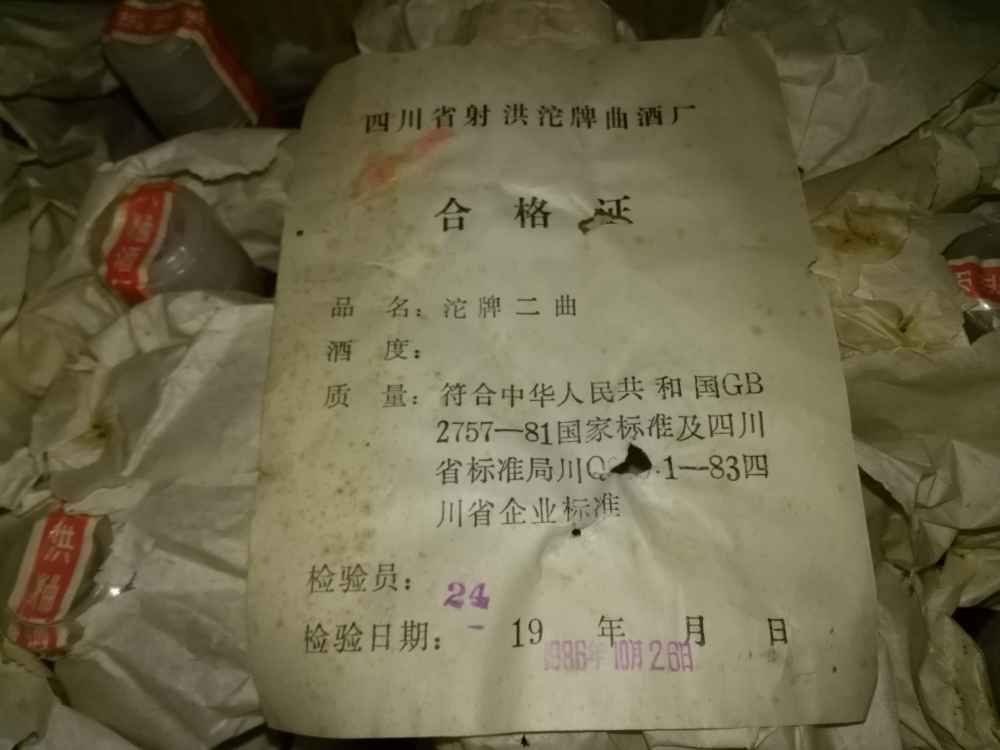 四川省射洪沱牌曲酒厂
合格证
品 名：沱牌二曲
酒 度：
质 量：符合中华人民共和国GB
2757—81国家标准及四川
省标准局川Q 1—83四
川省企业标准
检验员：24
检验日期：19 年 月 日
1986年10月26日
洪